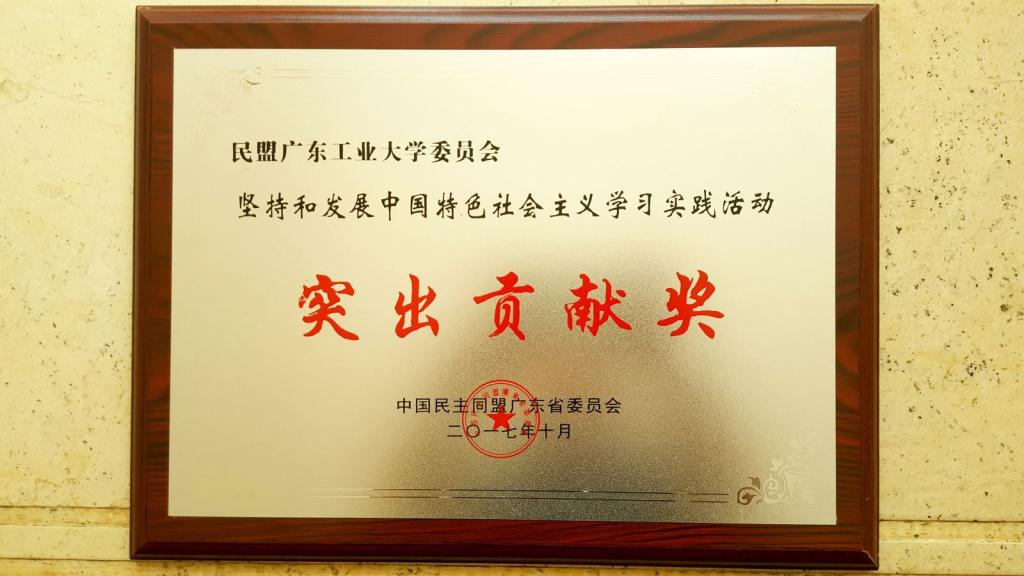 民盟广东工业大学委员会
坚持和发展中国特色社会主义学习实践活动
突出贡献奖
中国民主同盟广东省委员会
二〇一七年十月